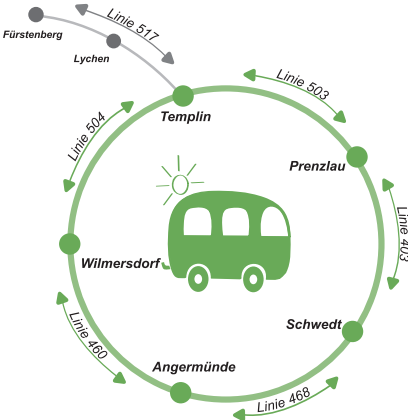 Linie 517
Fürstenberg
Lychen
Linie 503
Templin
Linie 504
Prenzlau
Linie 403
Wilmersdorf
Schwedt
Linie 460
Angermünde
Linie 468